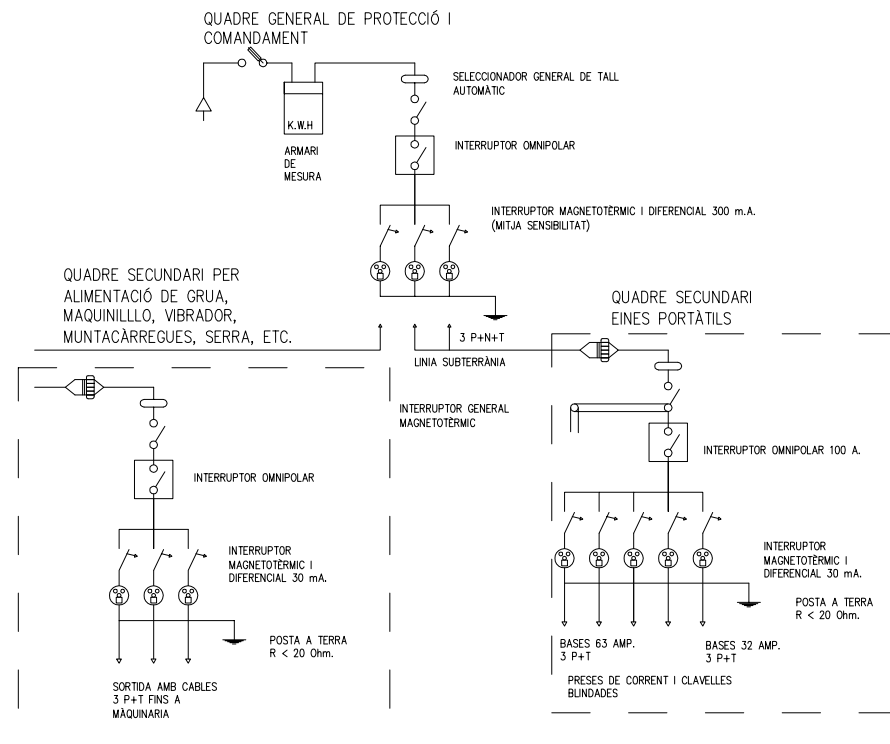 QUADRE GENERAL DE PROTECCIÓ I
COMANDAMENT
SELECCIONADOR GENERAL DE TALL
AUTOMÀTIC
K.W.H
INTERRUPTOR OMNIPOLAR
ARMARI
DE
MESURA
INTERRUPTOR MAGNETOTÈRMIC I DIFERENCIAL 300 m.A.
(MITJA SENSIBILITAT)
QUADRE SECUNDARI PER
ALIMENTACIÓ DE GRUA,
MAQUINILLLO, VIBRADOR,
MUNTACÀRREGUES, SERRA, ETC.
QUADRE SECUNDARI
EINES PORTÀTILS
3 P+N+T
LINIA SUBTERRÀNIA
INTERRUPTOR GENERAL
MAGNETOTÈRMIC
INTERRUPTOR OMNIPOLAR 100 A.
INTERRUPTOR OMNIPOLAR
INTERRUPTOR
MAGNETOTÈRMIC I
DIFERENCIAL 30 mA.
INTERRUPTOR
MAGNETOTÈRMIC I
DIFERENCIAL 30 mA.
POSTA A TERRA
R < 20 Ohm.
POSTA A TERRA
R < 20 Ohm.
BASES 63 AMP.
3 P+T
BASES 32 AMP.
3 P+T
PRESES DE CORRENT I CLAVELLES
BLINDADES
SORTIDA AMB CABLES
3 P+T FINS A
MÀQUINARIA